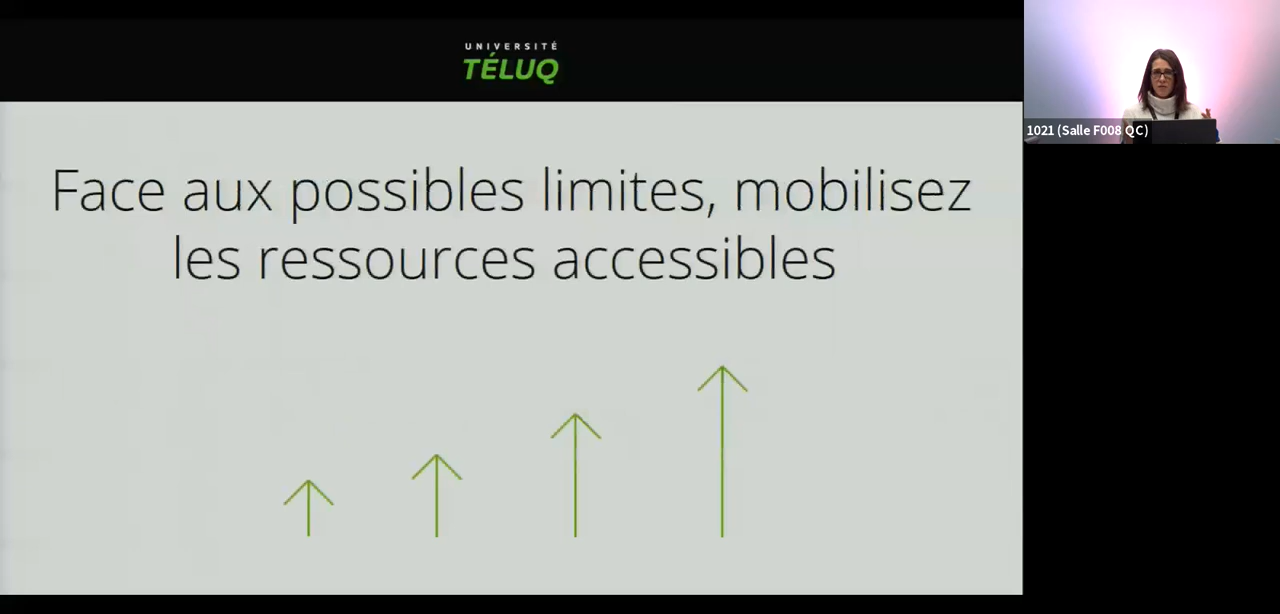 UNIVERSITÉ
TÉLUQ
Face aux possibles limites, mobilisez
les ressources accessibles
1021 (Salle F008 QC)